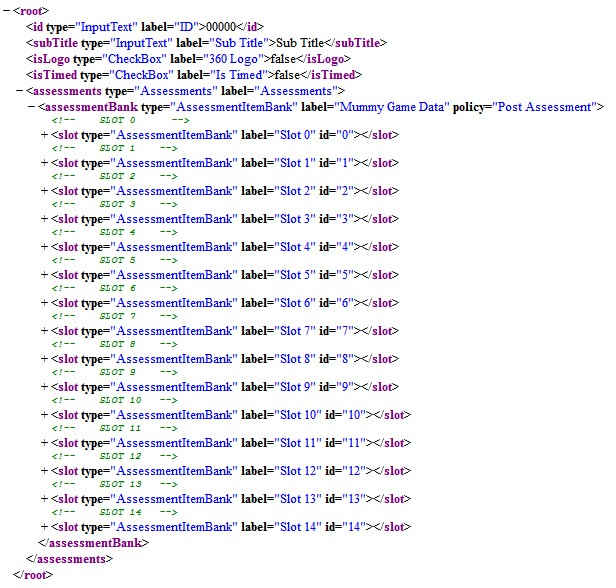 −<root>
<id type="InputText" label="ID">00000</id>
<subTitle type="InputText" label="Sub Title">Sub Title</subTitle>
<isLogo type="CheckBox" label="360 Logo">false</isLogo>
<isTimed type="CheckBox" label="Is Timed">false</isTimed>
−<assessments type="Assessments" label="Assessments">
−<assessmentBank type="AssessmentItemBank" label="Mummy Game Data" policy="Post Assessment">
<!-- SLOT 0 -->
+<slot type="AssessmentItemBank" label="Slot 0" id="0"></slot>
<!-- SLOT 1 -->
+<slot type="AssessmentItemBank" label="Slot 1" id="1"></slot>
<!-- SLOT 2 -->
+<slot type="AssessmentItemBank" label="Slot 2" id="2"></slot>
<!-- SLOT 3 -->
+<slot type="AssessmentItemBank" label="Slot 3" id="3"></slot>
<!-- SLOT 4 -->
+<slot type="AssessmentItemBank" label="Slot 4" id="4"></slot>
<!-- SLOT 5 -->
+<slot type="AssessmentItemBank" label="Slot 5" id="5"></slot>
<!-- SLOT 6 -->
+<slot type="AssessmentItemBank" label="Slot 6" id="6"></slot>
<!-- SLOT 7 -->
+<slot type="AssessmentItemBank" label="Slot 7" id="7"></slot>
<!-- SLOT 8 -->
+<slot type="AssessmentItemBank" label="Slot 8" id="8"></slot>
<!-- SLOT 9 -->
+<slot type="AssessmentItemBank" label="Slot 9" id="9"></slot>
<!-- SLOT 10 -->
+<slot type="AssessmentItemBank" label="Slot 10" id="10"></slot>
<!-- SLOT 11 -->
+<slot type="AssessmentItemBank" label="Slot 11" id="11"></slot>
<!-- SLOT 12 -->
+<slot type="AssessmentItemBank" label="Slot 12" id="12"></slot>
<!-- SLOT 13 -->
+<slot type="AssessmentItemBank" label="Slot 13" id="13"></slot>
<!-- SLOT 14 -->
+<slot type="AssessmentItemBank" label="Slot 14" id="14"></slot>
</assessmentBank>
</assessments>
</root>